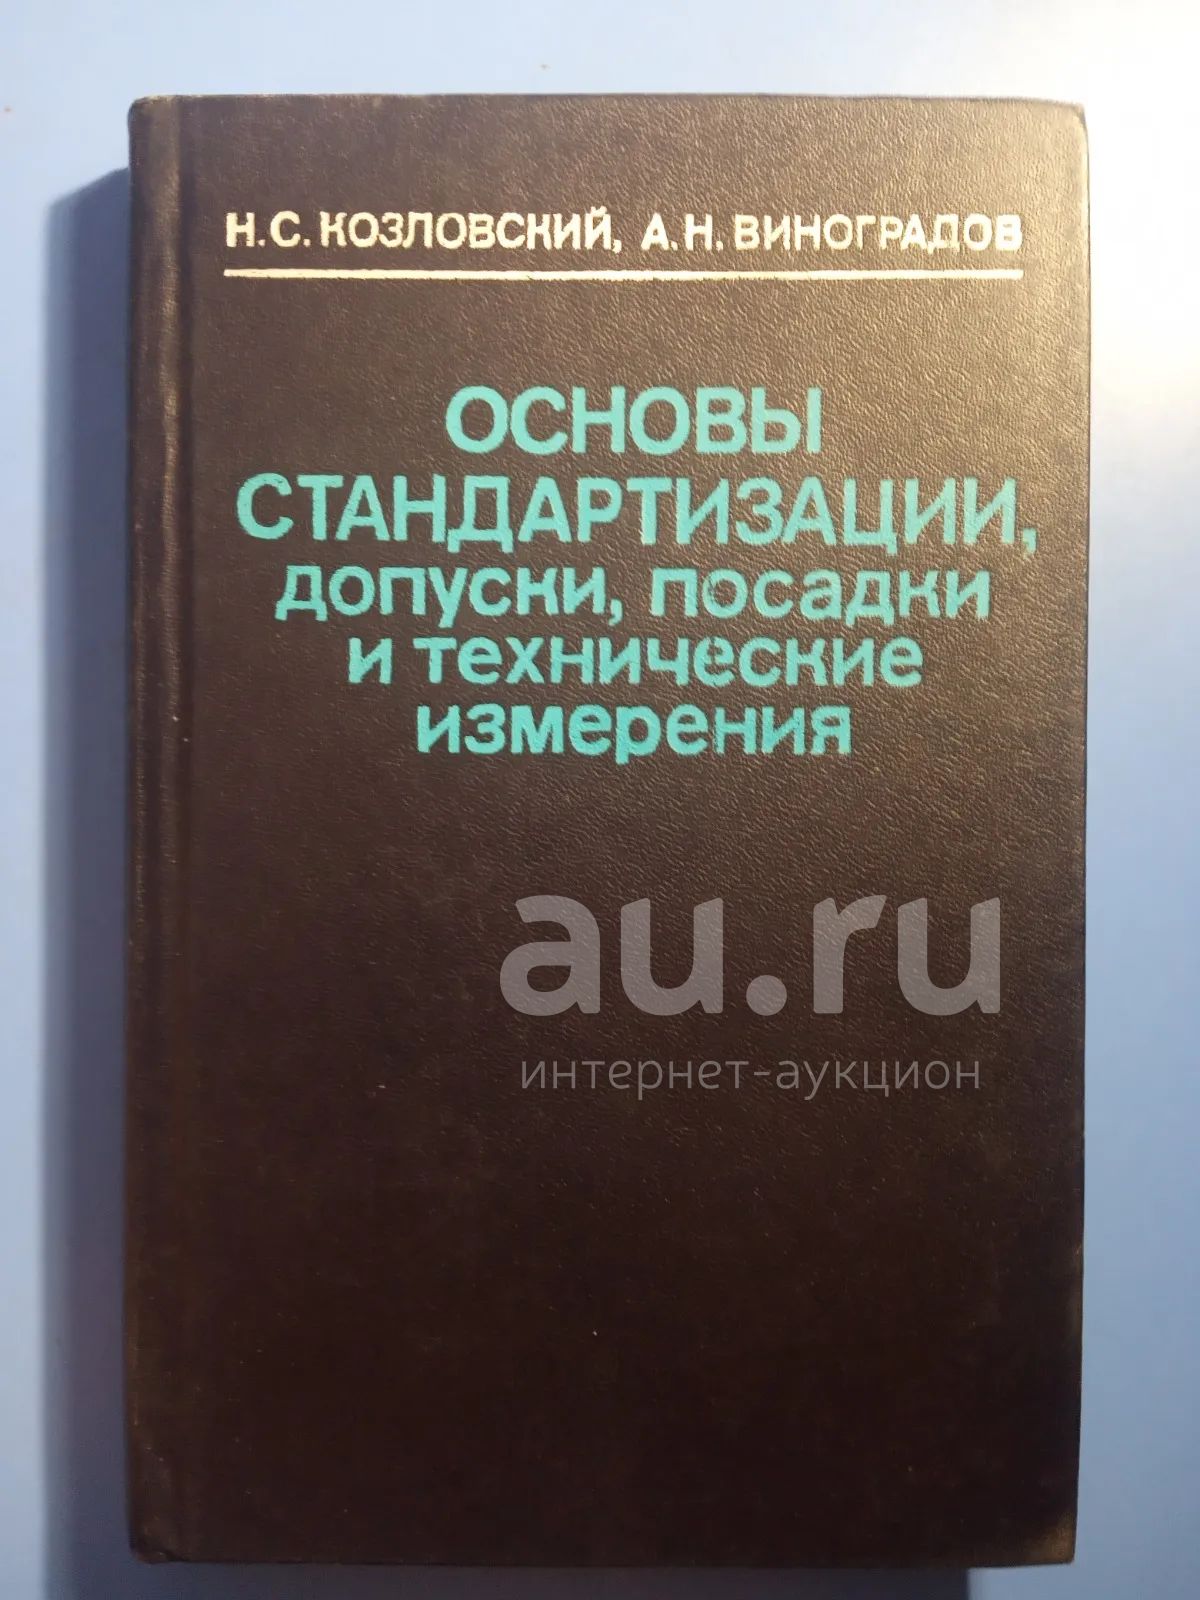 Н.С. КОЗЛОВСКИЙ, А.Н. ВИНОГРАДОВ
ОСНОВЫ
СТАНДАРТИЗАЦИИ,
ДОПУСКИ, ПОСАДКИ
И ТЕХНИЧЕСКИЕ
ИЗМЕРЕНИЯ
au.ru
интернет-аукцион